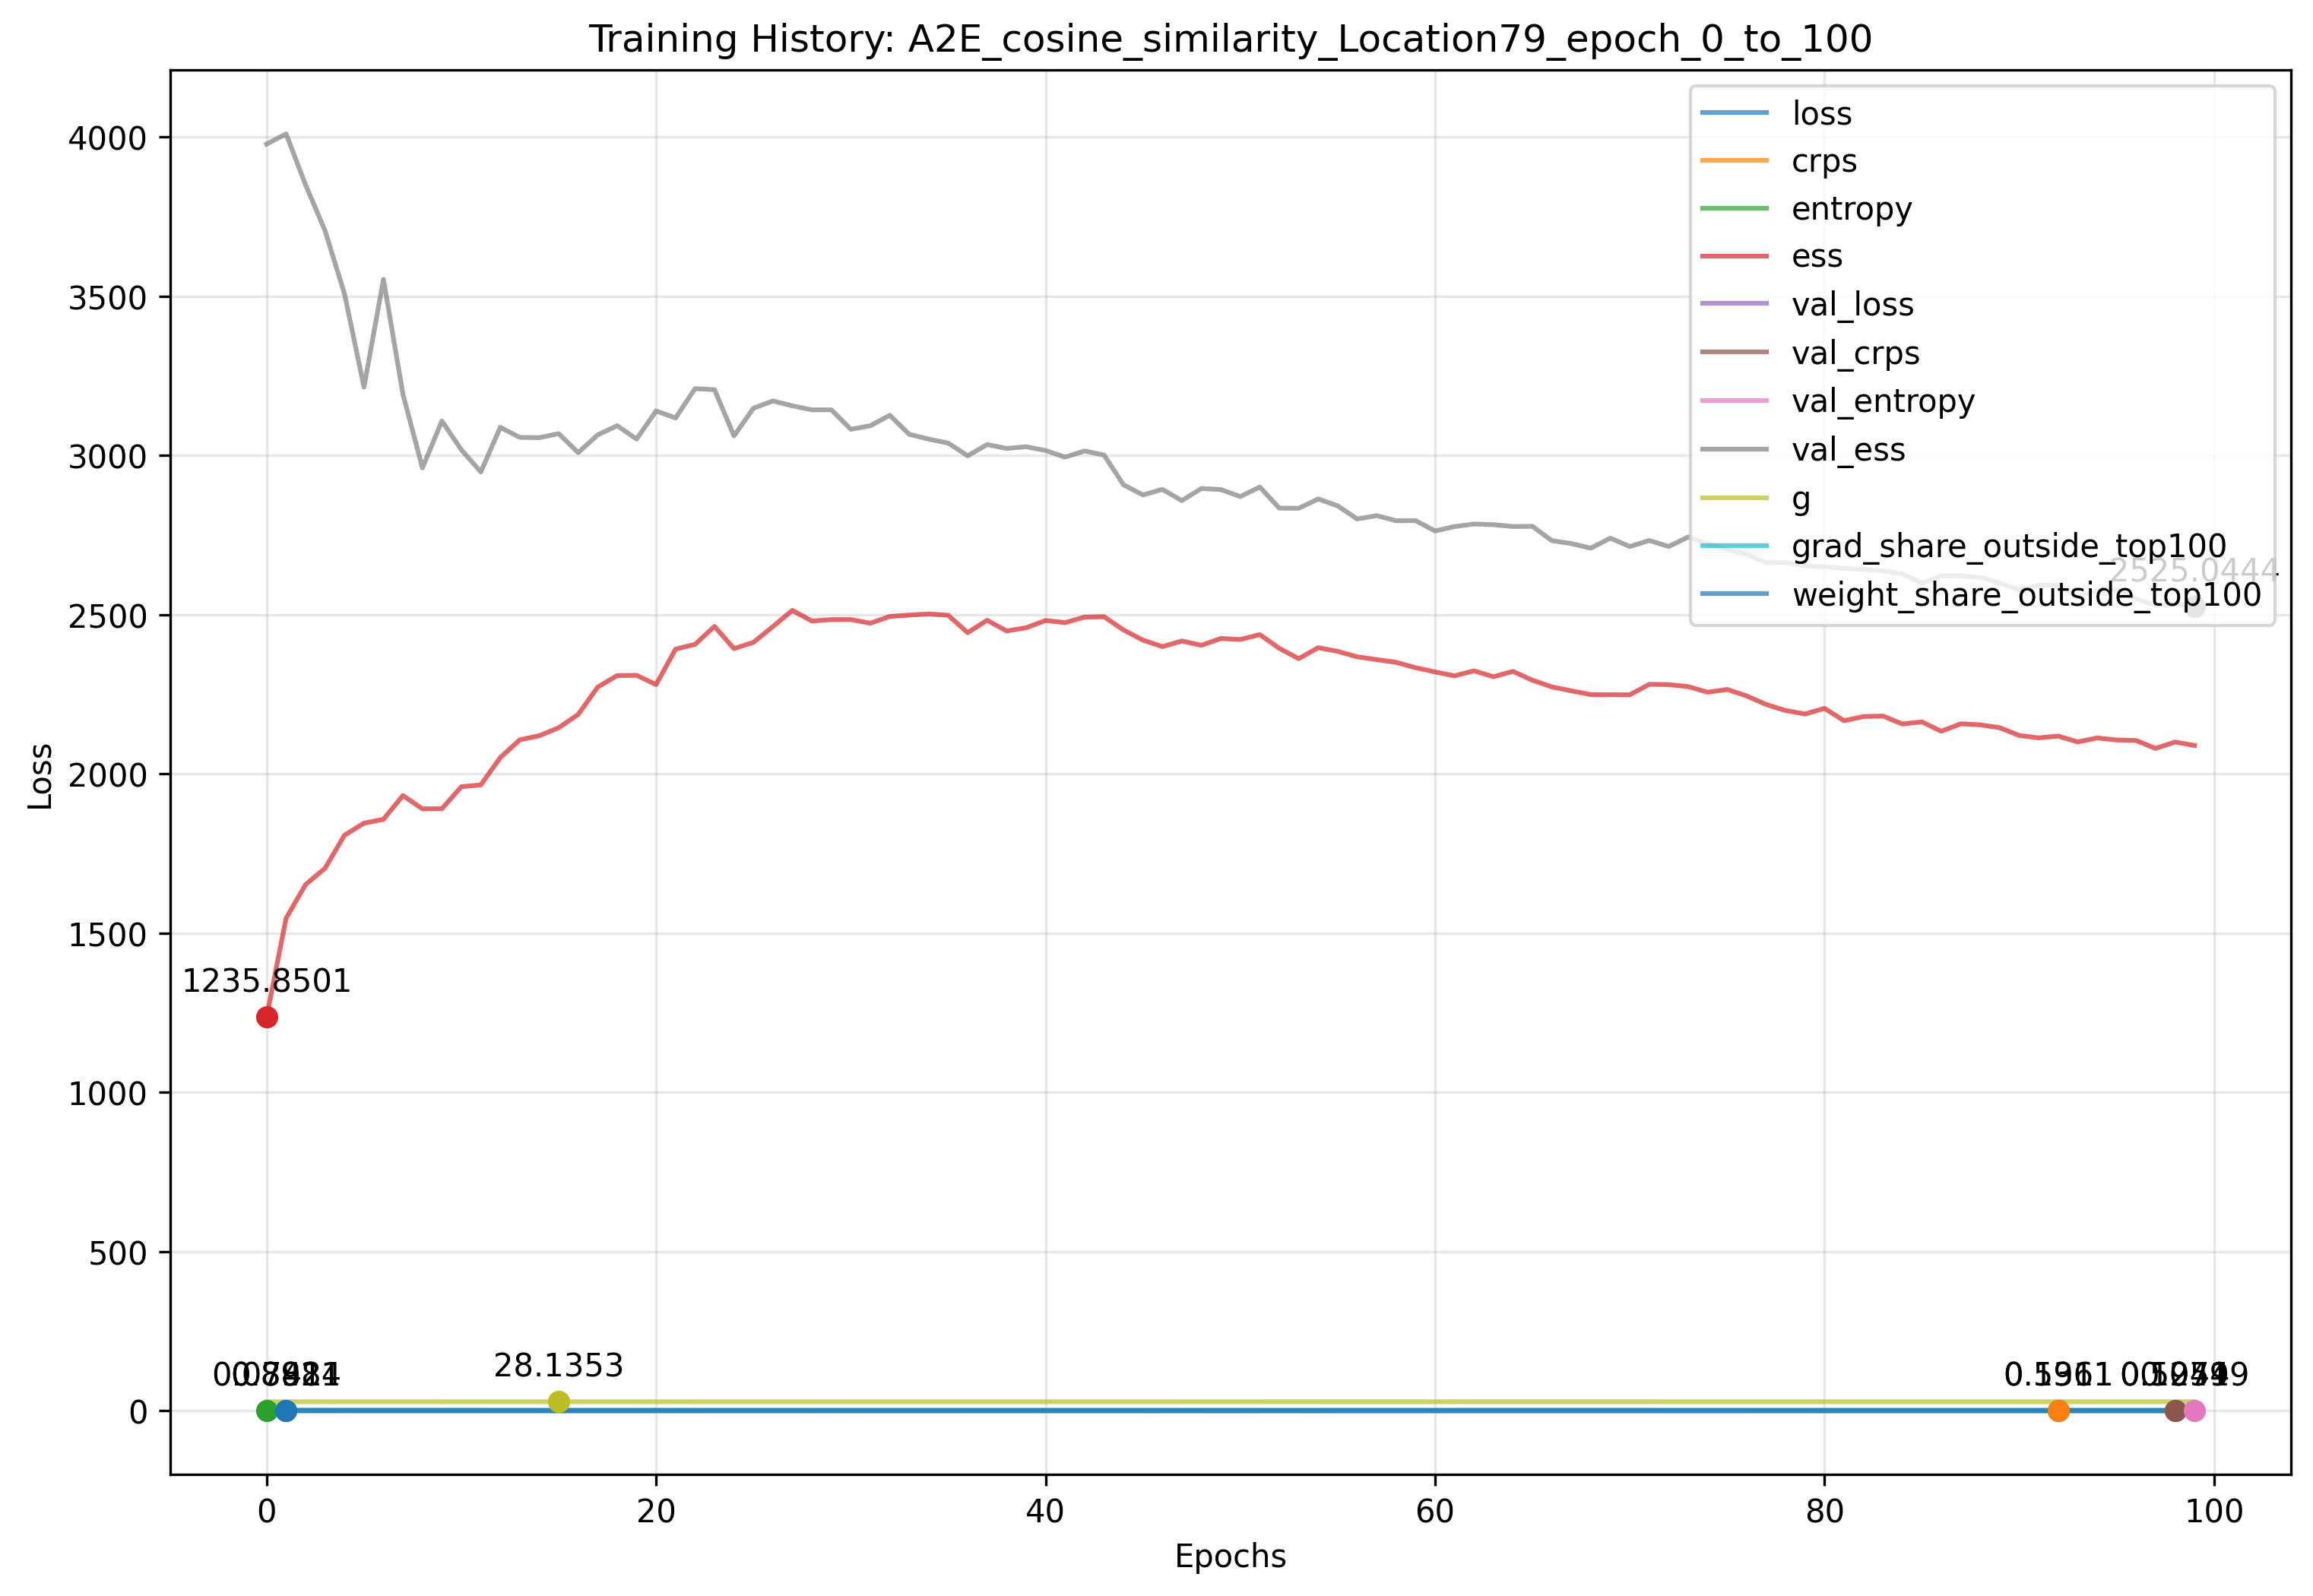 Training History: A2E_cosine_similarity_Location79_epoch_0_to_100
4000
3500
3000
2500
2000
1500
1000
500
0
Loss
loss
crps
entropy
ess
val_loss
val_crps
val_entropy
val_ess
g
grad_share_outside_top100
weight_share_outside_top100
2525.0444
1235.8501
28.1353
0
20
40
60
80
100
Epochs